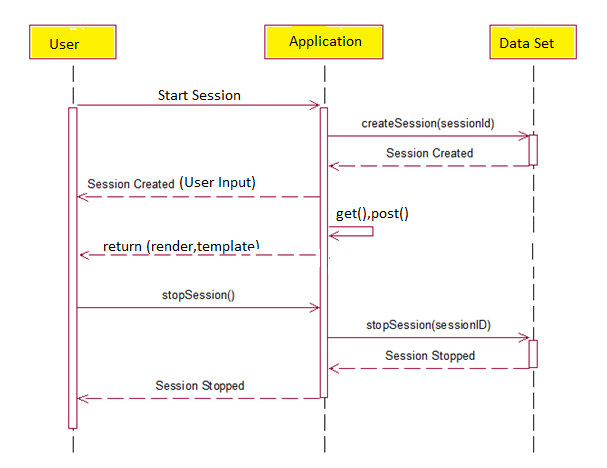 User
Application
Data Set
Start Session
createSession(sessionId)
Session Created
Session Created (User Input)
get(),post()
return (render,template)
stopSession()
stopSession(sessionID)
Session Stopped
Session Stopped